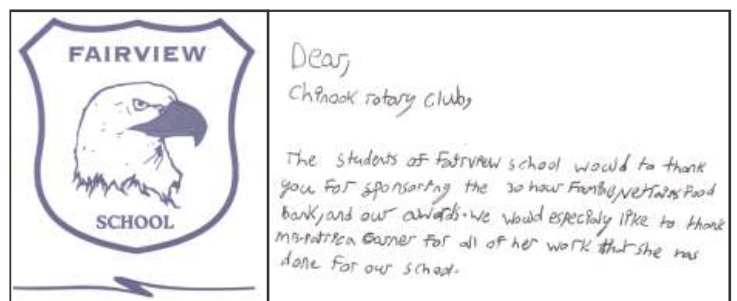 FAIRVIEW
SCHOOL
Dear,
Chinook rotary Club,
The students of Fairview school would to thank
you for sponsoring the 30 hour Famine, Food
Bank, and our awards. We would especialy like to thank
for all of her work that she has
done for our school.